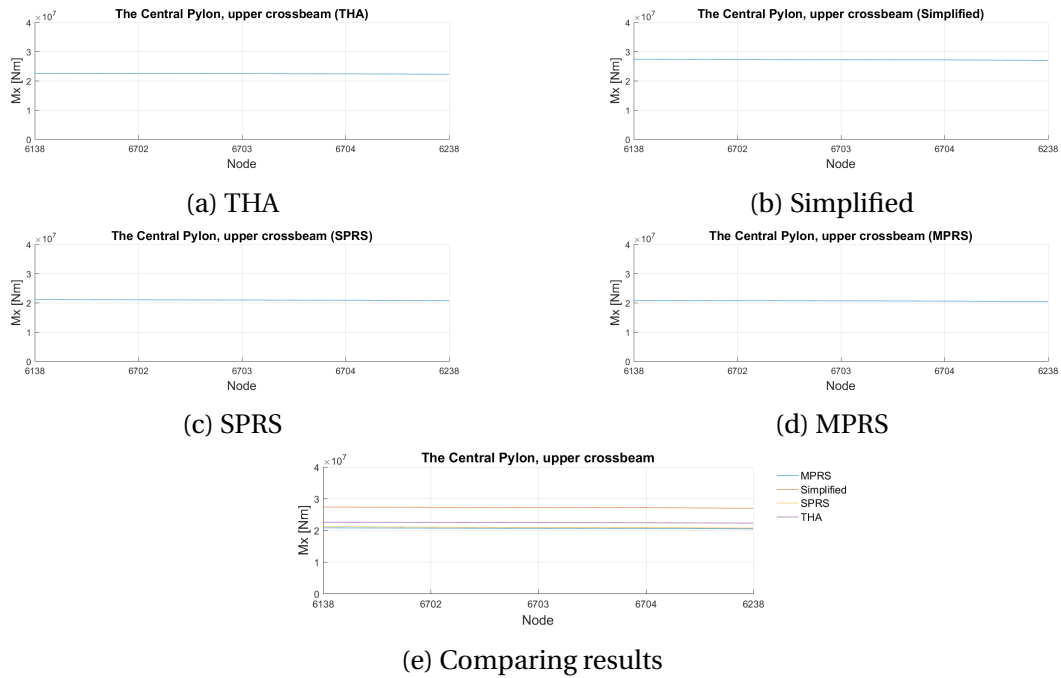 The Central Pylon, upper crossbeam (THA)
×10⁷
4
3
2
1
0
Mx [Nm]
6138 6702 6703 6704 6238
Node
(a) THA
The Central Pylon, upper crossbeam (Simplified)
×10⁷
4
3
2
1
0
Mx [Nm]
6138 6702 6703 6704 6238
Node
(b) Simplified
The Central Pylon, upper crossbeam (SPRS)
×10⁷
4
3
2
1
0
Mx [Nm]
6138 6702 6703 6704 6238
Node
(c) SPRS
The Central Pylon, upper crossbeam (MPRS)
×10⁷
4
3
2
1
0
Mx [Nm]
6138 6702 6703 6704 6238
Node
(d) MPRS
The Central Pylon, upper crossbeam
×10⁷
4
3
2
1
0
Mx [Nm]
6138 6702 6703 6704 6238
Node
MPRS
Simplified
SPRS
THA
(e) Comparing results